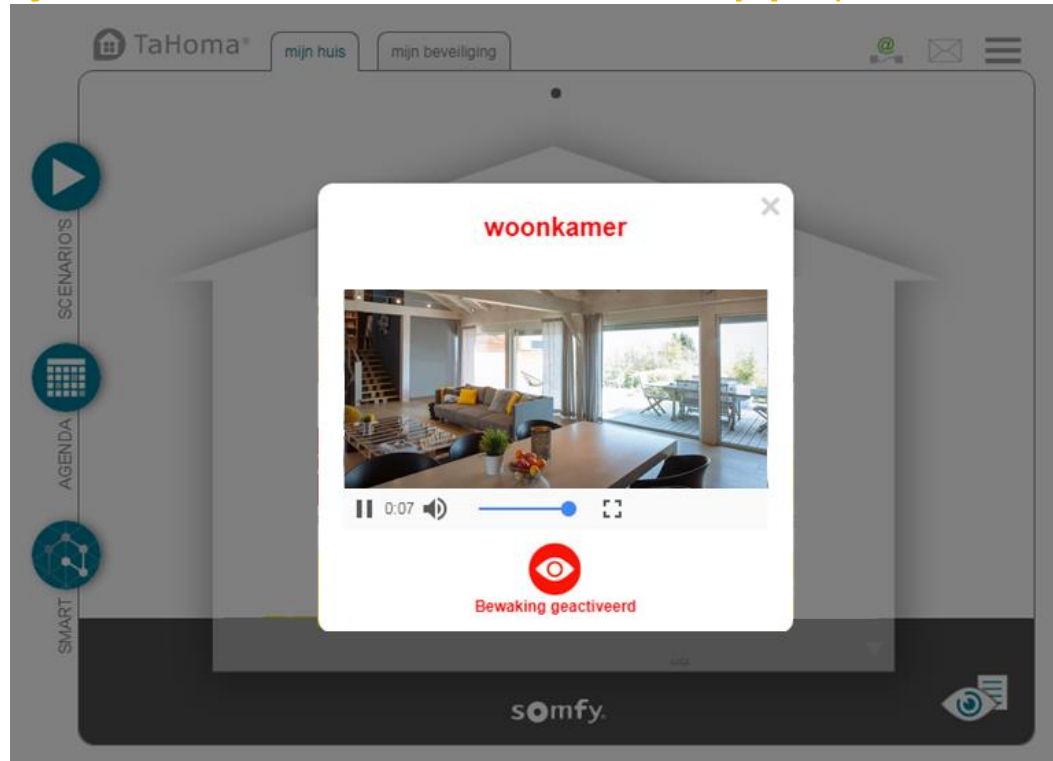 TaHoma®
mijn huis
mijn beveiliging
@
SCENARIO'S
AGENDA
SMART
woonkamer
0:07
Bewaking geactiveerd
somfy.